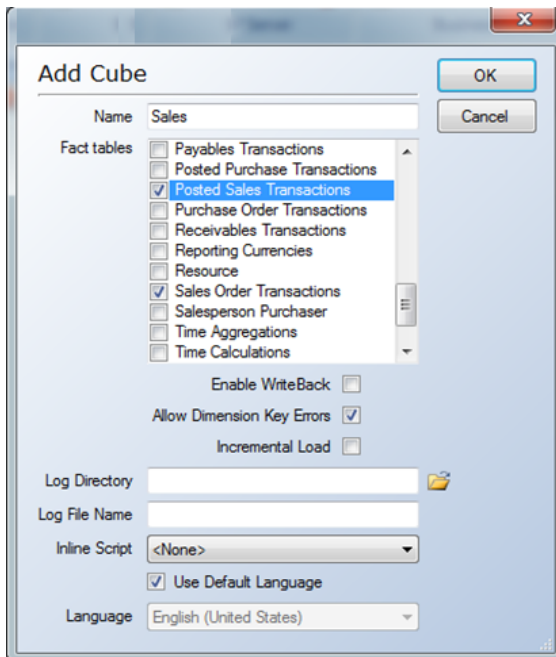 Add Cube
OK
Name Sales
Cancel
Fact tables
Payables Transactions
Posted Purchase Transactions
Posted Sales Transactions
Purchase Order Transactions
Receivables Transactions
Reporting Currencies
Resource
Sales Order Transactions
Salesperson Purchaser
Time Aggregations
Time Calculations
Enable WriteBack
Allow Dimension Key Errors
Incremental Load
Log Directory
Log File Name
Inline Script <None>
Use Default Language
Language English (United States)